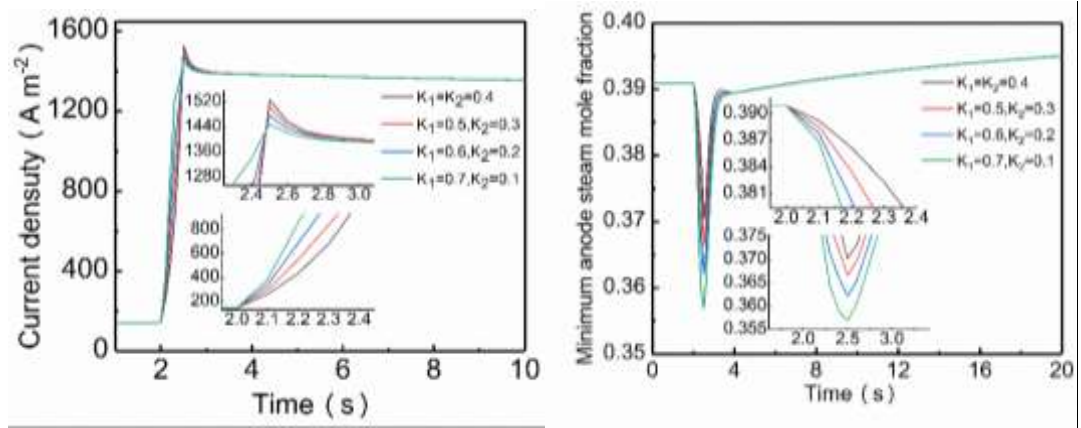 Current densuty ( A m-2)
1600
1200
800
400
0
1520
1440
1360
1280
2.4 2.6 2.8 3.0
K1=K2=0.4
K1=0.5,K2=0.3
K1=0.6,K2=0.2
K1=0.7,K2=0.1
800
600
400
200
2.0 2.1 2.2 2.3 2.4
2 4 6 8 10
Time ( s )
Minimum anode steam mole fraction
0.40
0.39
0.38
0.37
0.36
0.35
0.390
0.387
0.384
0.381
2.0 2.1 2.2 2.3 2.4
K1=K2=0.4
K1=0.5,K2=0.3
K1=0.6,K2=0.2
K1=0.7,K2=0.1
0.375
0.370
0.365
0.360
0.355
2.0 2.5 3.0
0 4 8 12 16 20
Time ( s )